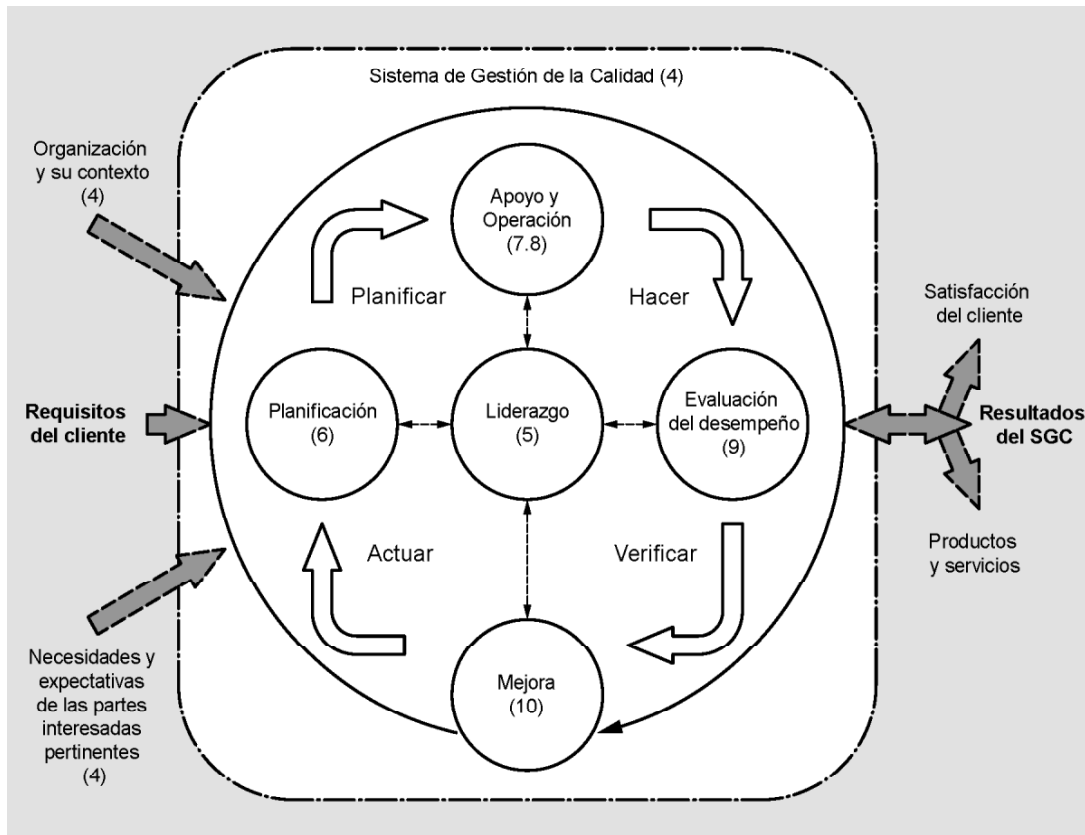 Sistema de Gestión de la Calidad (4)
Organización
y su contexto
(4)
Apoyo y
Operación
(7.8)
Planificar
Hacer
Satisfacción
del cliente
Requisitos
del cliente
Planificación
(6)
Liderazgo
(5)
Evaluación
del desempeño
(9)
Resultados
del SGC
Actuar
Verificar
Productos
y servicios
Necesidades y
expectativas
de las partes
interesadas
pertinentes
(4)
Mejora
(10)